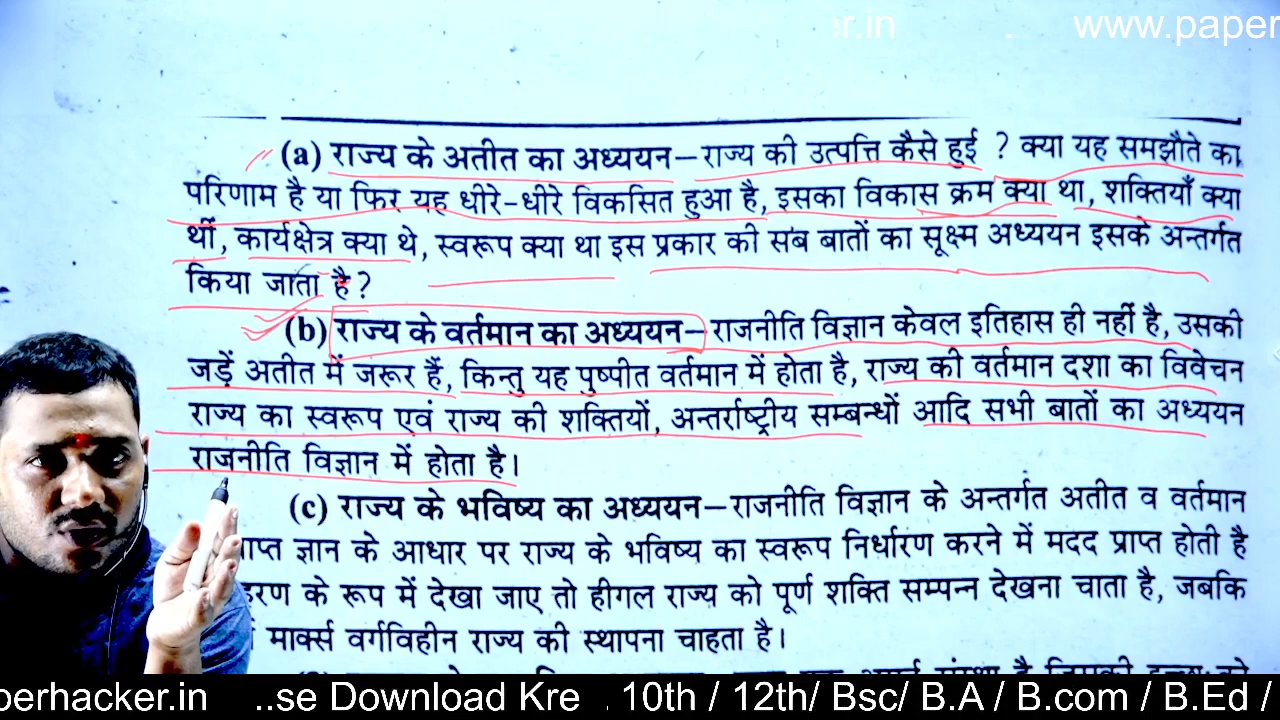 er.in www.paper
(a) राज्य के अतीत का अध्ययन–राज्य की उत्पत्ति कैसे हुई ? क्या यह समझौते का
परिणाम है या फिर यह धीरे-धीरे विकसित हुआ है, इसका विकास क्रम क्या था, शक्तियाँ क्या
थीं, कार्यक्षेत्र क्या थे, स्वरूप क्या था इस प्रकार की सब बातों का सूक्ष्म अध्ययन इसके अन्तर्गत
किया जाता है?
(b) राज्य के वर्तमान का अध्ययन–राजनीति विज्ञान केवल इतिहास ही नहीं है, उसकी
जड़ें अतीत में जरूर हैं, किन्तु यह पुष्पीत वर्तमान में होता है, राज्य की वर्तमान दशा का विवेचन
राज्य का स्वरूप एवं राज्य की शक्तियों, अन्तर्राष्ट्रीय सम्बन्धों आदि सभी बातों का अध्ययन
राजनीति विज्ञान में होता है।
(c) राज्य के भविष्य का अध्ययन–राजनीति विज्ञान के अन्तर्गत अतीत व वर्तमान
ज्ञान के आधार पर राज्य के भविष्य का स्वरूप निर्धारण करने में मदद प्राप्त होती है
के रूप में देखा जाए तो हीगल राज्य को पूर्ण शक्ति सम्पन्न देखना चाता है, जबकि
मार्क्स वर्गविहीन राज्य की स्थापना चाहता है।
perhacker.in ..se Download Kre . 10th / 12th/ Bsc/ B.A / B.com / B.Ed /